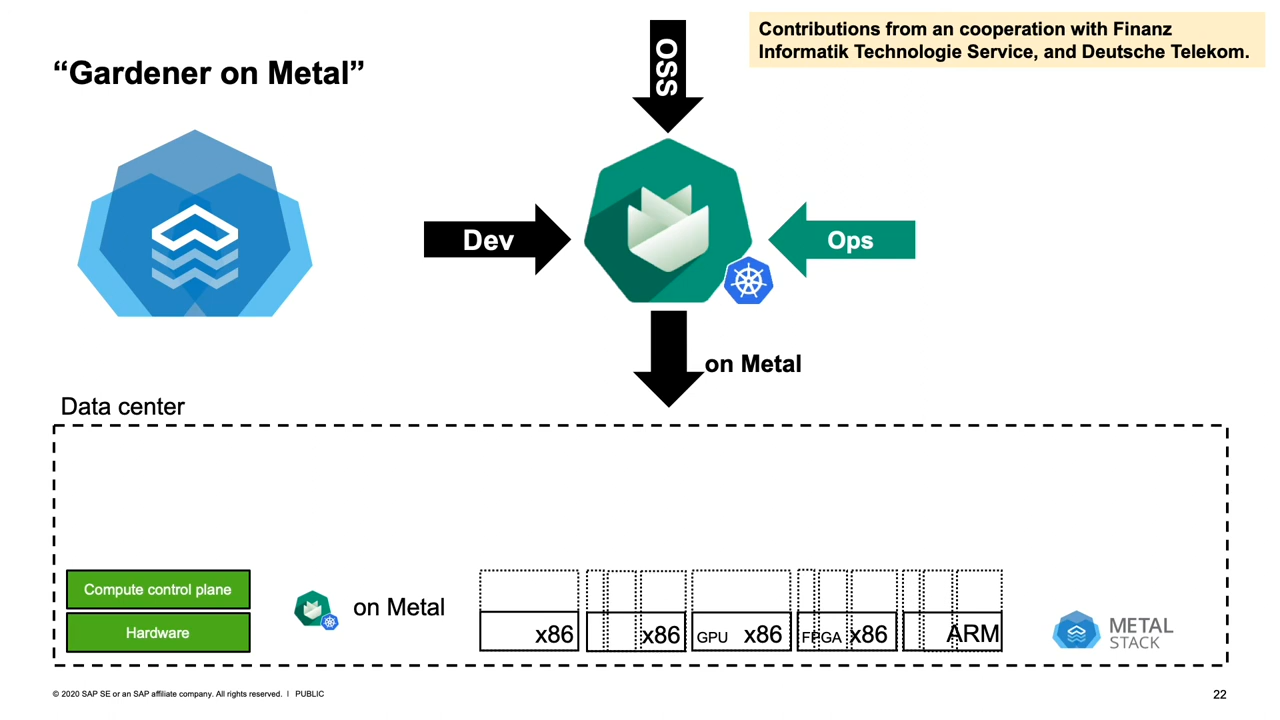 Contributions from an cooperation with Finanz
Informatik Technologie Service, and Deutsche Telekom.
“Gardener on Metal”
OSS
Dev
Ops
on Metal
Data center
Compute control plane
Hardware
on Metal
x86
x86
GPU x86
FPGA x86
ARM
METAL
STACK
© 2020 SAP SE or an SAP affiliate company. All rights reserved. ı PUBLIC
22